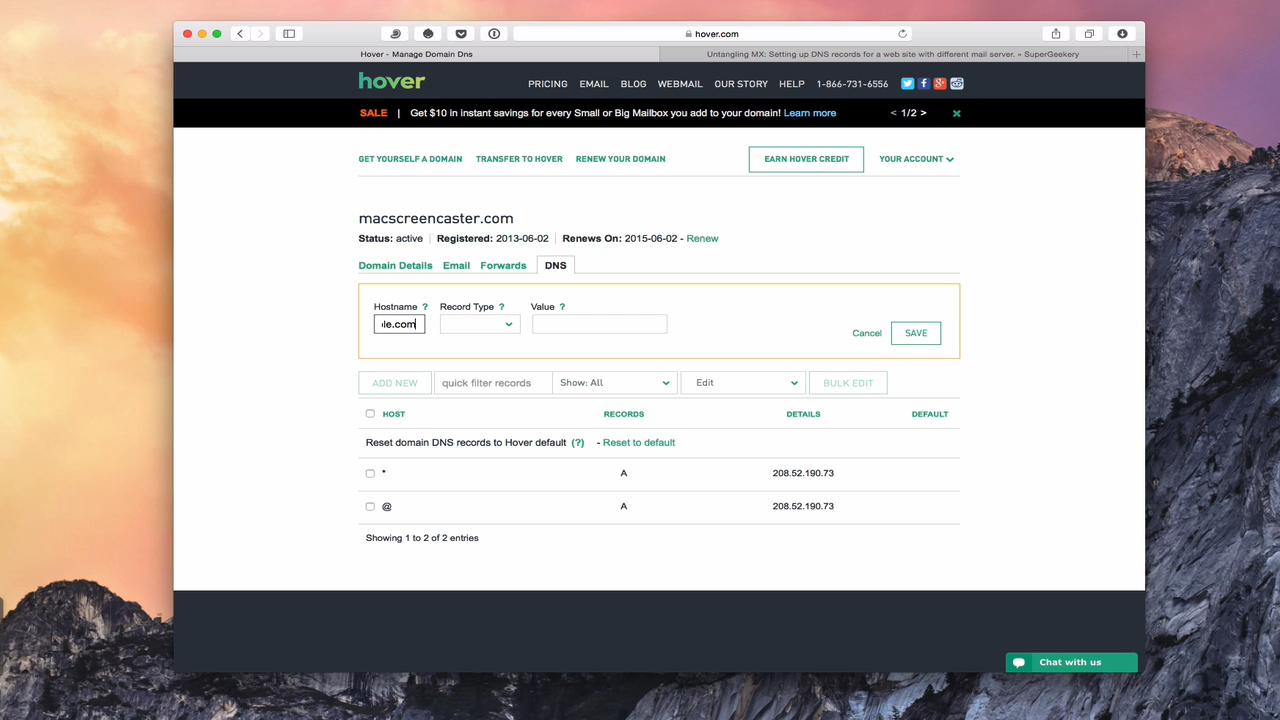 hover.com
Hover - Manage Domain Dns
Untangling MX: Setting up DNS records for a web site with different mail server. « SuperGeekery
hover
PRICING EMAIL BLOG WEBMAIL OUR STORY HELP 1-866-731-6556
SALE | Get $10 in instant savings for every Small or Big Mailbox you add to your domain! Learn more < 1/2 >
GET YOURSELF A DOMAIN TRANSFER TO HOVER RENEW YOUR DOMAIN EARN HOVER CREDIT YOUR ACCOUNT
macscreencaster.com
Status: active Registered: 2013-06-02 Renews On: 2015-06-02 - Renew
Domain Details Email Forwards DNS
Hostname ? Record Type ? Value ?
le.com
Cancel SAVE
ADD NEW quick filter records Show: All Edit BULK EDIT
HOST RECORDS DETAILS DEFAULT
Reset domain DNS records to Hover default (?) - Reset to default
* A 208.52.190.73
@ A 208.52.190.73
Showing 1 to 2 of 2 entries
Chat with us